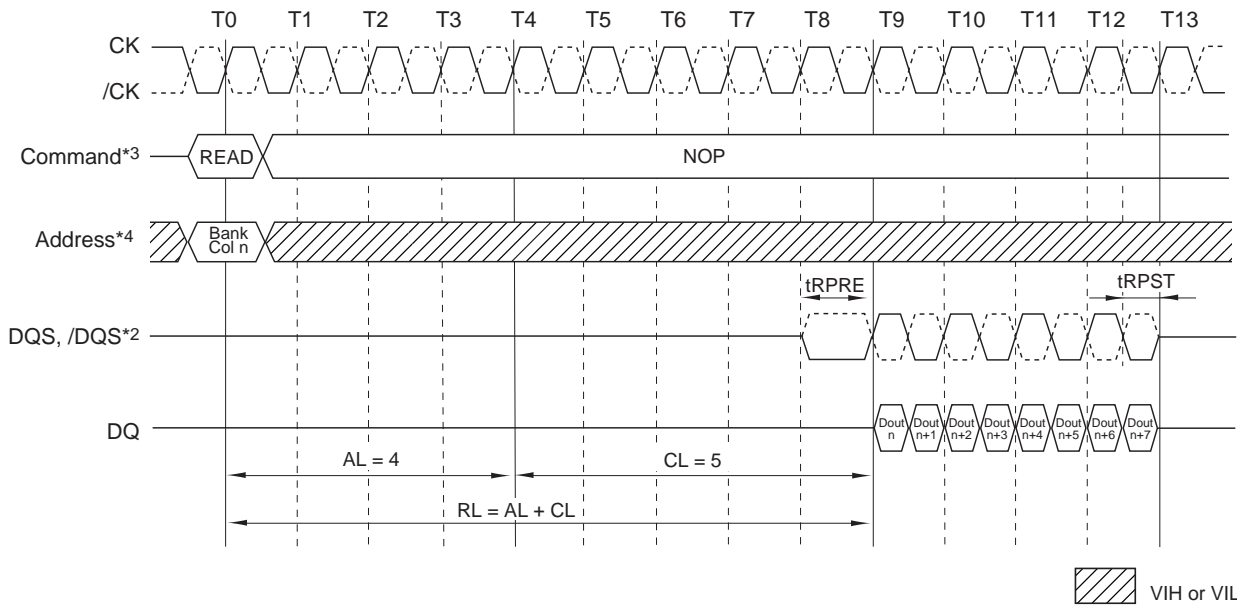 T0 T1 T2 T3 T4 T5 T6 T7 T8 T9 T10 T11 T12 T13
CK
/CK
Command*3 READ NOP
Address*4 Bank Col n
tRPRE tRPST
DQS, /DQS*2
DQ Dout n Dout n+1 Dout n+2 Dout n+3 Dout n+4 Dout n+5 Dout n+6 Dout n+7
AL = 4 CL = 5
RL = AL + CL
VIH or VIL